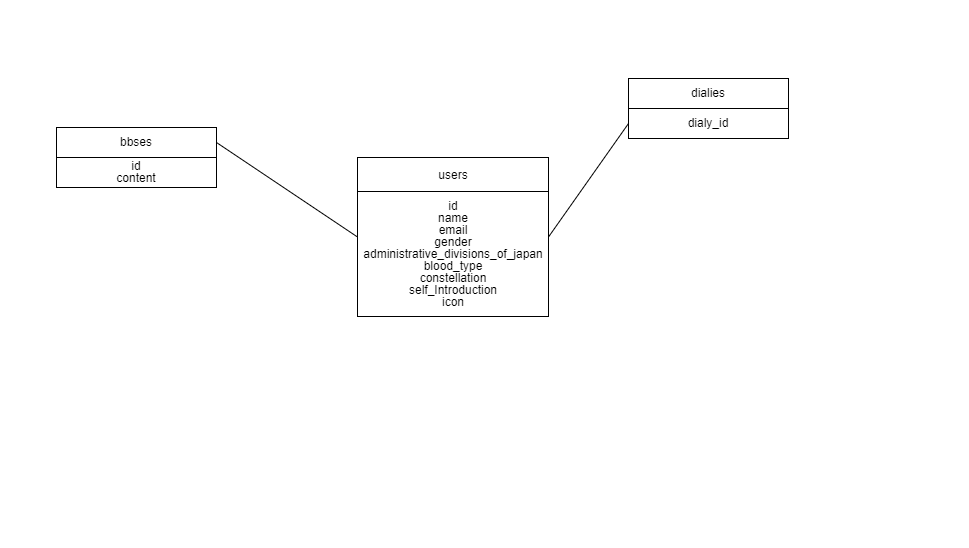 bbses
id
content
users
id
name
email
gender
administrative_divisions_of_japan
blood_type
constellation
self_Introduction
icon
dialies
dialy_id